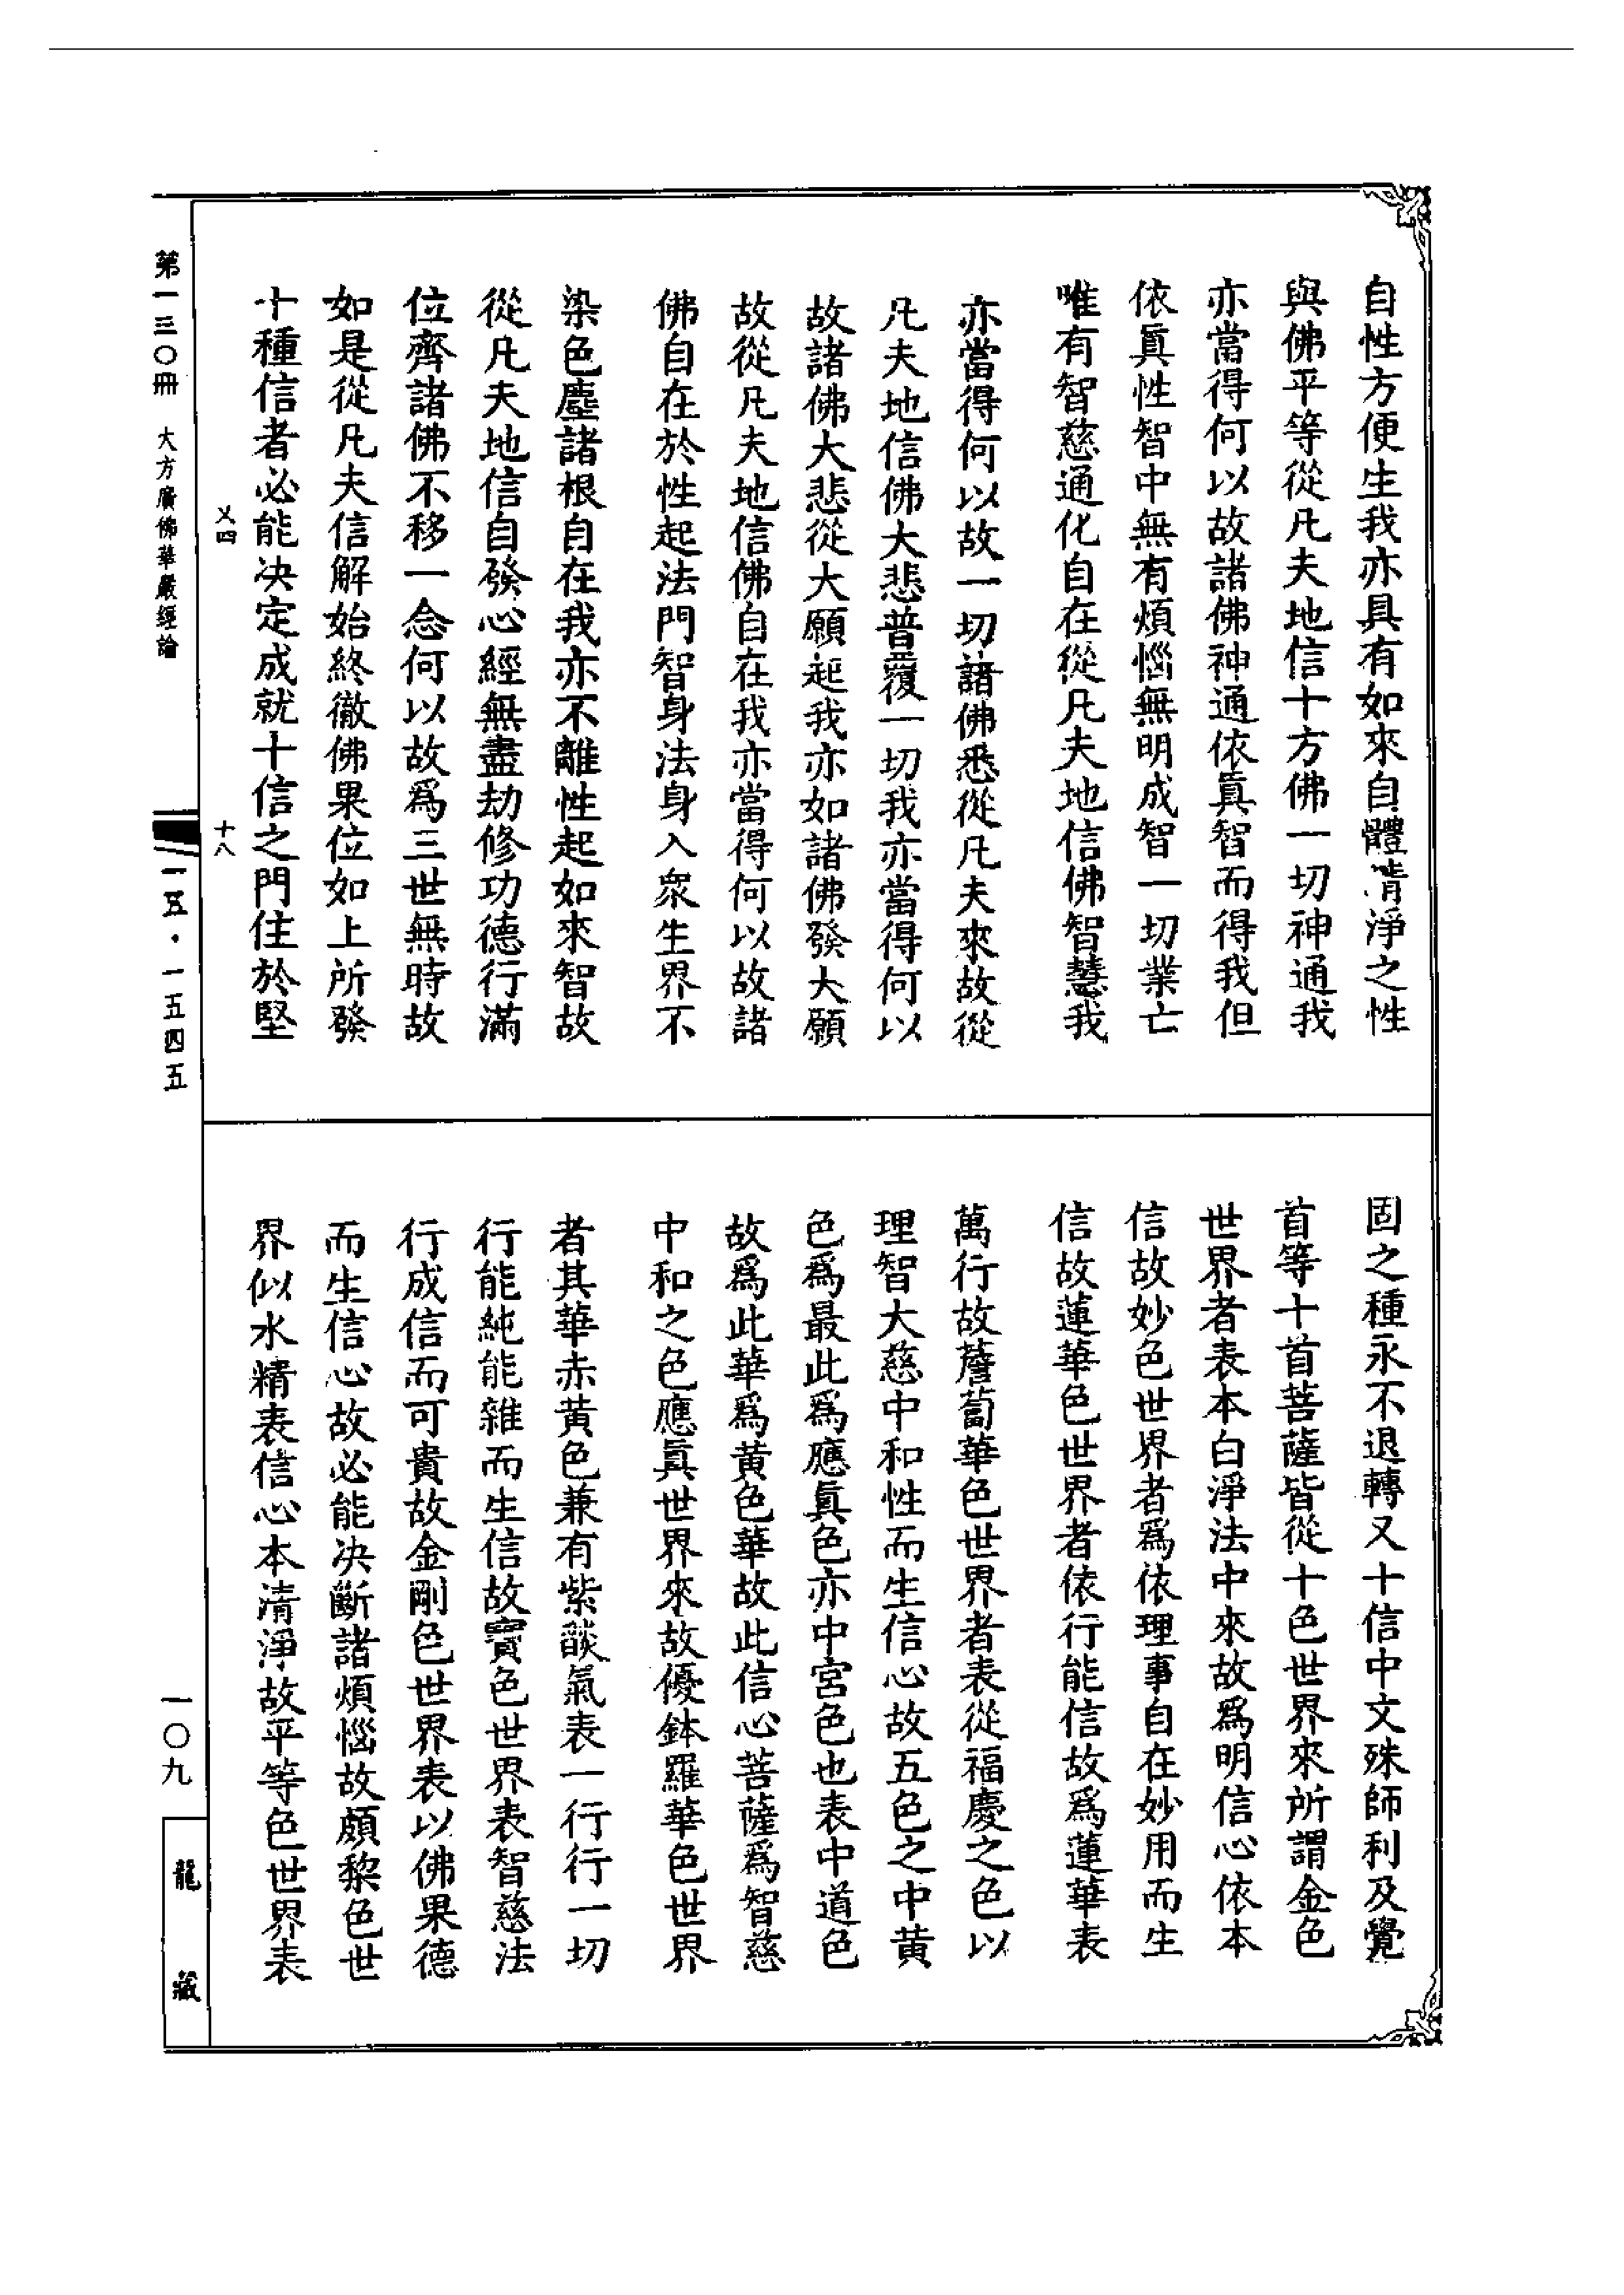 自性方便生我亦具有如來自體清淨之性
與佛平等從凡夫地信十方佛一切神通我
亦當得何以故諸佛神通依真智而得我但
依真性智中無有煩惱無明成智一切業亡
唯有智慈通化自在從凡夫地信佛智慧我
亦當得何以故一切諸佛悉從凡夫來故從
凡夫地信佛大悲普覆一切我亦當得何以
故諸佛大悲從大願起我亦如諸佛發大願
故從凡夫地信佛自在我亦當得何以故諸
佛自在於性起法門智身法身入眾生界不
染色塵諸根自在我亦不離性起如來智故
從凡夫地信自發心經無盡劫修功德行滿
位齊諸佛不移一念何以故為三世無時故
如是從凡夫信解始終徹佛果位如上所發
十種信者必能决定成就十信之門住於堅
固之種永不退轉又十信中文殊師利及覺
首等十首菩薩皆從十色世界來所謂金色
世界者表本白淨法中來故為明信心依本
信故妙色世界者為依理事自在妙用而生
信故蓮華色世界者依行能信故為蓮華表
萬行故薝蔔華色世界者表從福慶之色以
理智大慈中和性而生信心故五色之中黃
色為最此為應真色亦中宮色也表中道色
故為此華為黃色華故此信心菩薩為智慈
中和之色應真世界來故優鉢羅華色世界
者其華赤黃色兼有紫燄氣表一行行一切
行能純能雜而生信故寶色世界表智慈法
行成信而可貴故金剛色世界表以佛果德
而生信心故必能决斷諸煩惱故頗黎色世
界似水精表信心本清淨故平等色世界表
乂四
十八
第一三〇冊 大方廣佛華嚴經論
一五·一五四五
一〇九
龍藏